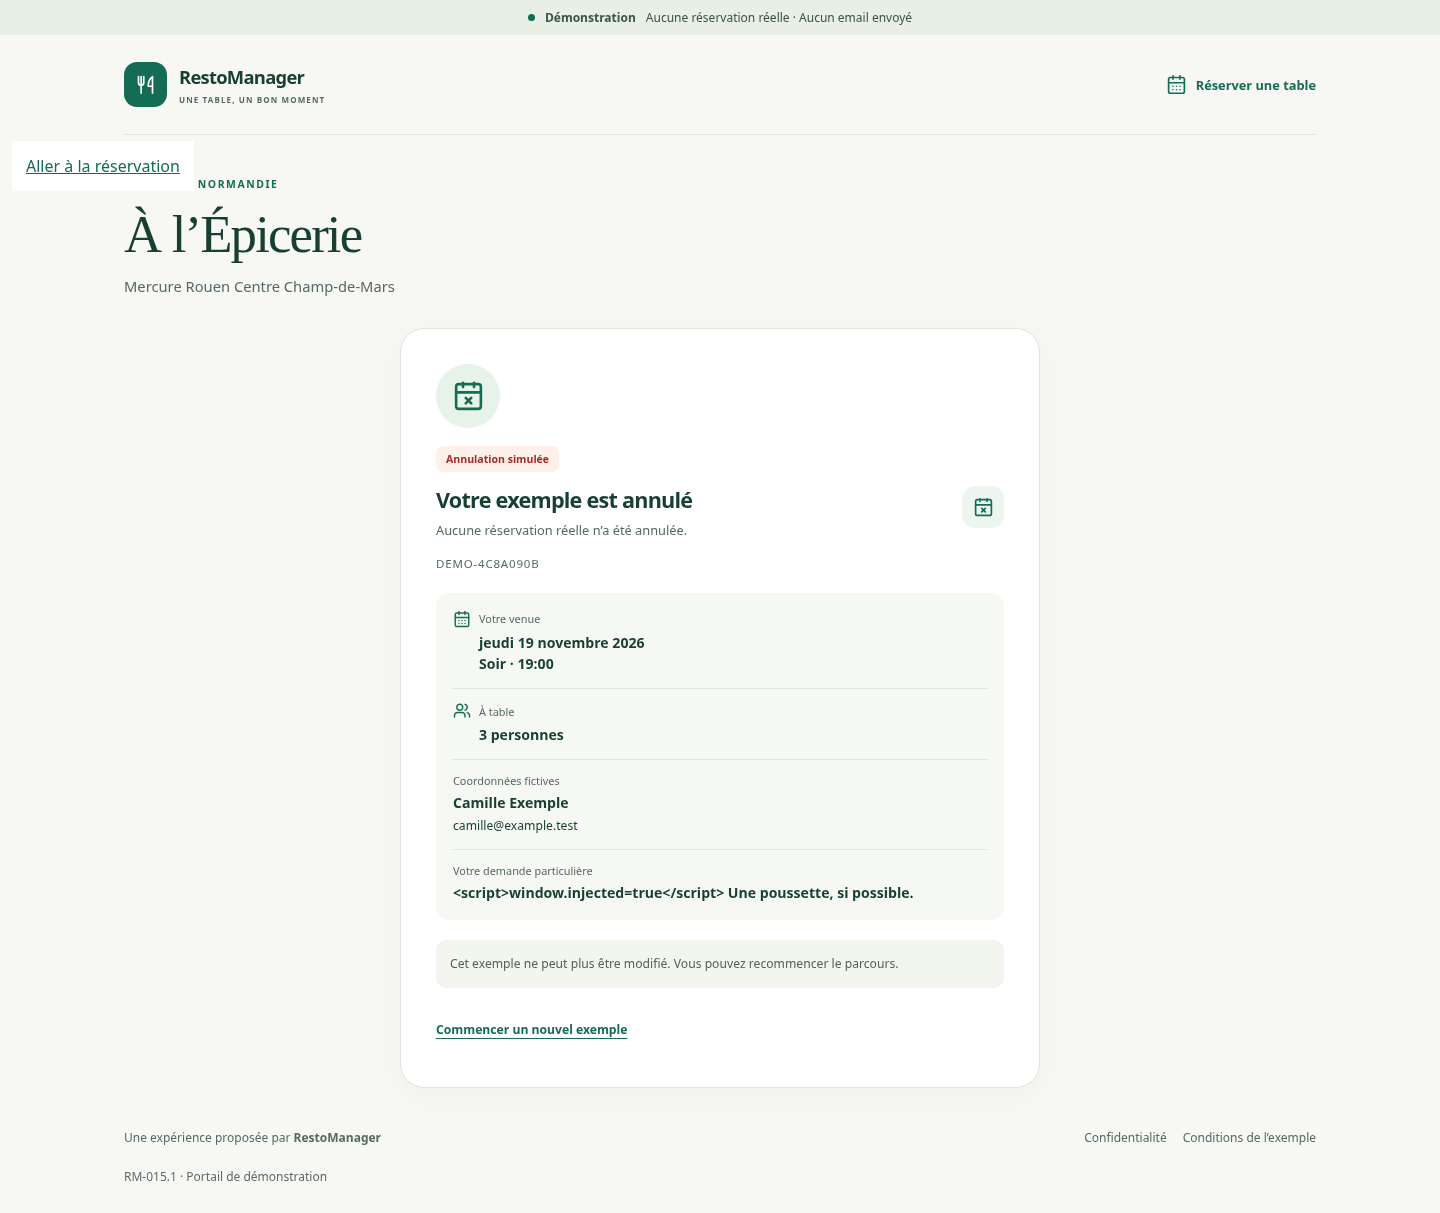 Démonstration Aucune réservation réelle · Aucun email envoyé
RestoManager
UNE TABLE, UN BON MOMENT
Réserver une table
Aller à la réservation
NORMANDIE
À l’Épicerie
Mercure Rouen Centre Champ-de-Mars
Annulation simulée
Votre exemple est annulé
Aucune réservation réelle n’a été annulée.
DEMO-4C8A090B
Votre venue
jeudi 19 novembre 2026
Soir · 19:00
À table
3 personnes
Coordonnées fictives
Camille Exemple
camille@example.test
Votre demande particulière
<script>window.injected=true</script> Une poussette, si possible.
Cet exemple ne peut plus être modifié. Vous pouvez recommencer le parcours.
Commencer un nouvel exemple
Une expérience proposée par RestoManager
Confidentialité Conditions de l’exemple
RM-015.1 · Portail de démonstration